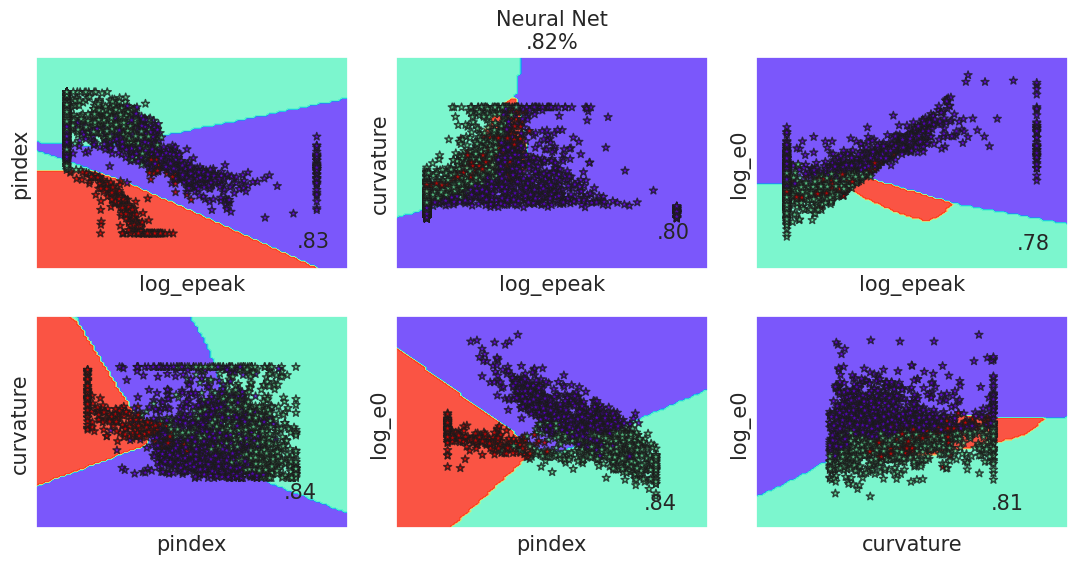 Neural Net
.82%
pindex
.83
log_epeak
curvature
.80
log_epeak
log_e0
.78
log_epeak
curvature
.84
pindex
log_e0
.84
pindex
log_e0
.81
curvature